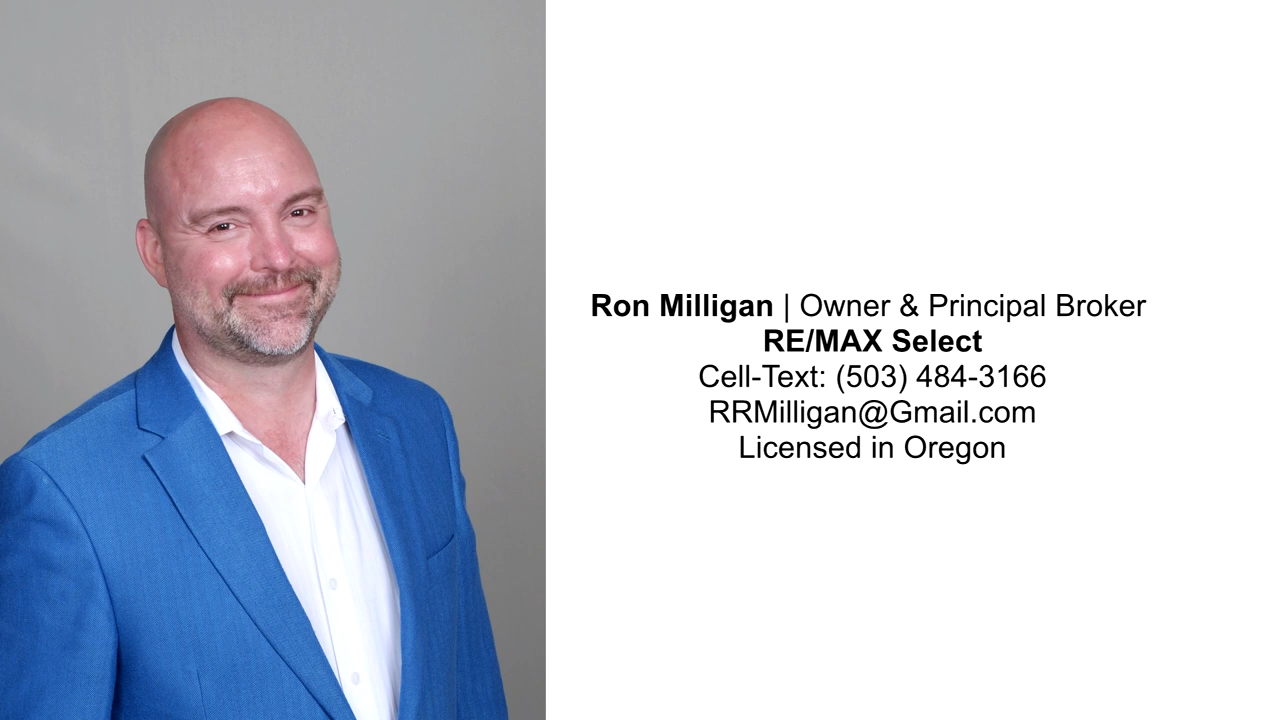 Ron Milligan | Owner & Principal Broker
RE/MAX Select
Cell-Text: (503) 484-3166
RRMilligan@Gmail.com
Licensed in Oregon